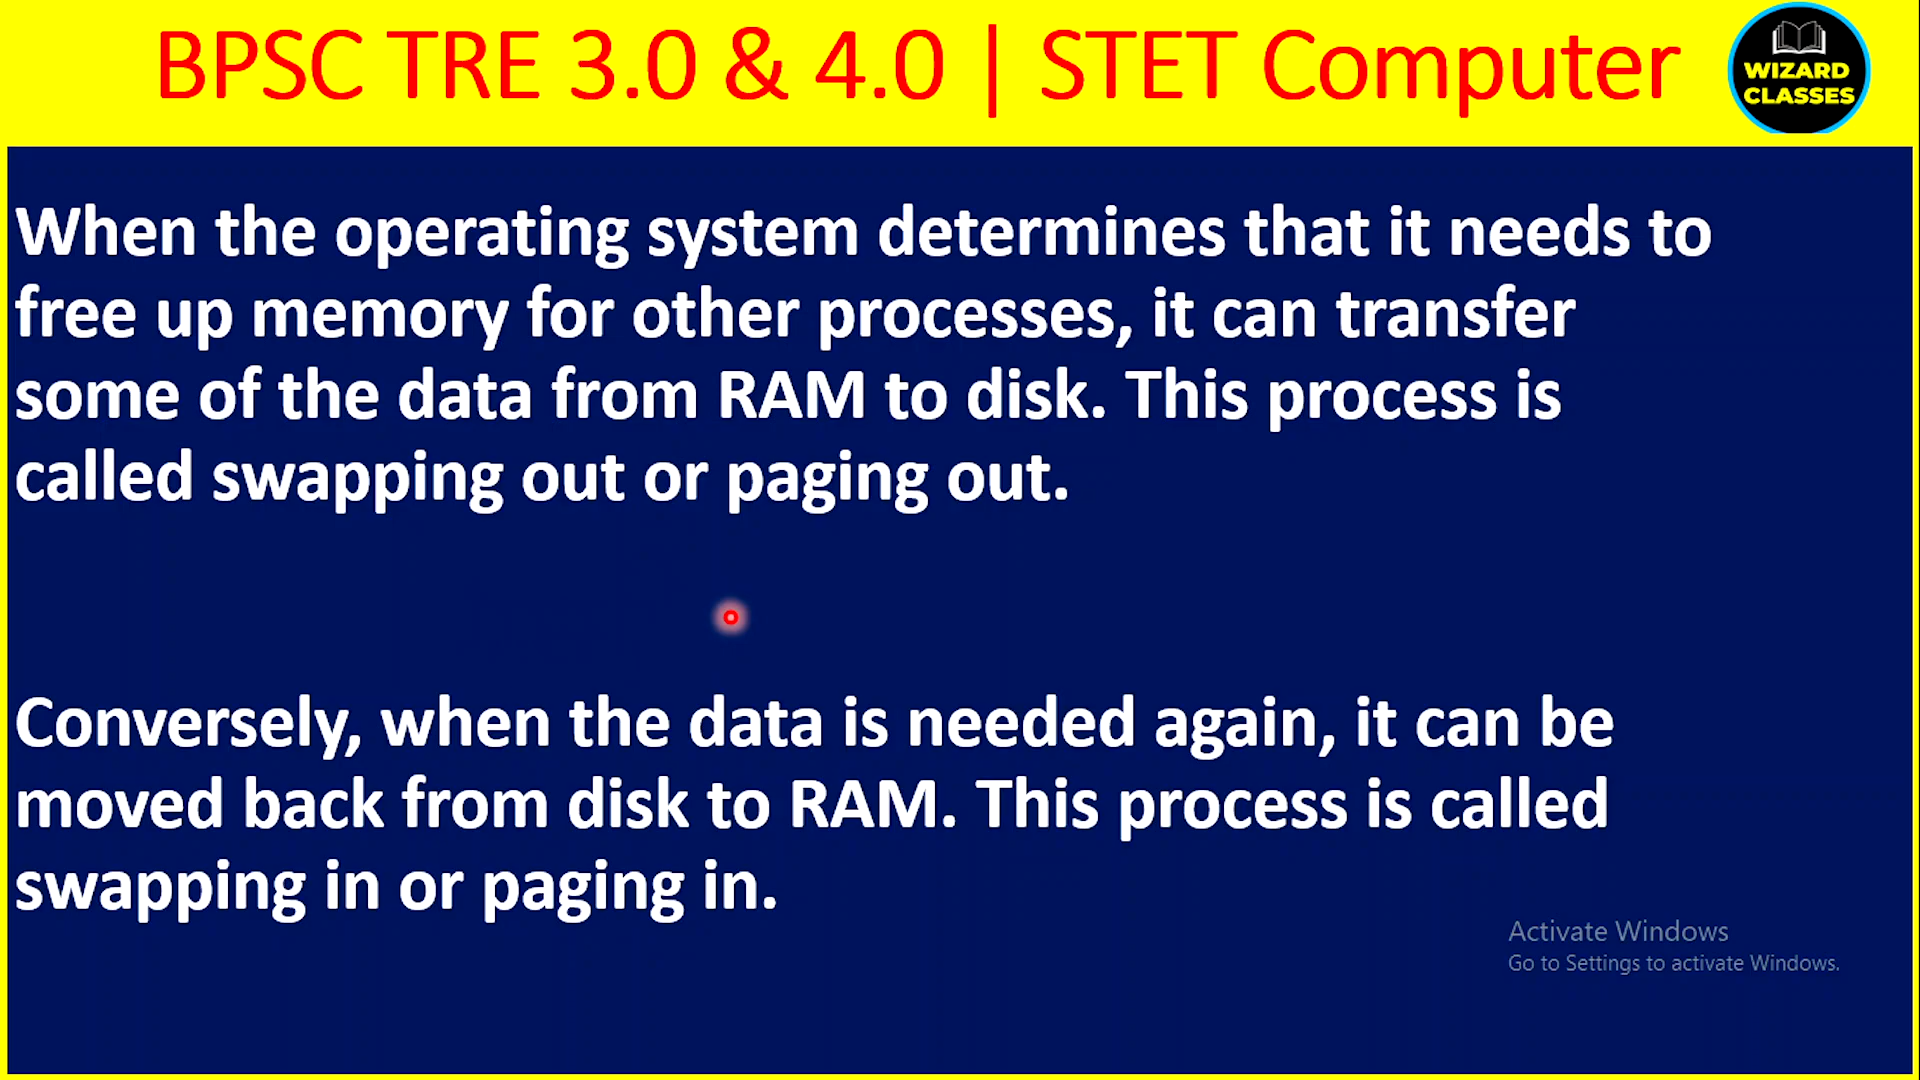 BPSC TRE 3.0 & 4.0 | STET Computer
WIZARD
CLASSES
When the operating system determines that it needs to
free up memory for other processes, it can transfer
some of the data from RAM to disk. This process is
called swapping out or paging out.
Conversely, when the data is needed again, it can be
moved back from disk to RAM. This process is called
swapping in or paging in.
Activate Windows
Go to Settings to activate Windows.